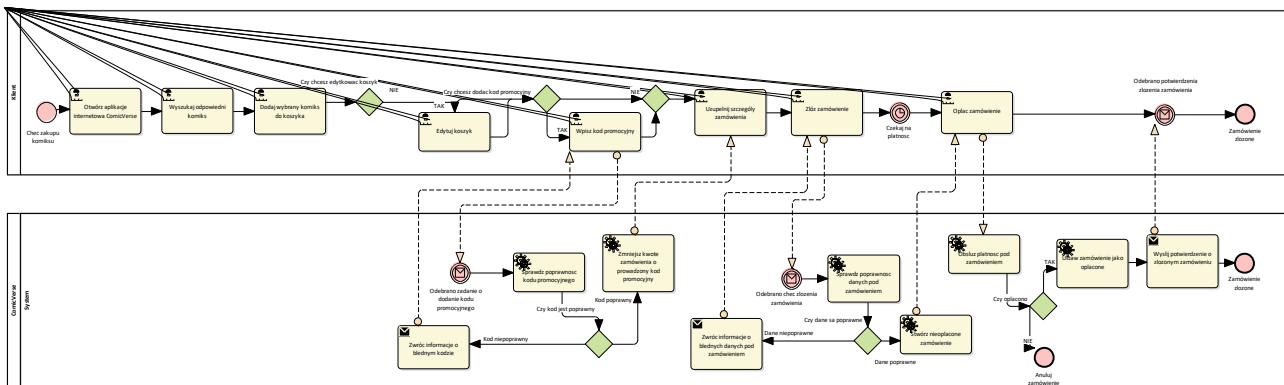 Klient
Chec zakupu
komiksu
Otwórz aplikacje
internetowa ComicVerse
Wyszukaj odpowiedni
komiks
Dodaj wybrany komiks
do koszyka
Czy chcesz edytkowac koszyk
NIE
TAK
Edytuj koszyk
Czy chcesz dodac kod promocyjny
NIE
TAK
Wpisz kod promocyjny
Uzupelnij szczególy
zamówienia
Zlóz zamówienie
Czekaj na
platnosc
Oplac zamówienie
Odebrano potwierdzenia
zlozenia zamówienia
Zamówienie
zlozone
ComicVerse
System
Odebrano zadanie o
dodanie kodu
promocyjnego
Sprawdz poprawnosc
kodu promocyjnego
Zmniejsz kwote
zamówienia o
prowadzony kod
promocyjny
Czy kod jest poprawny
Kod poprawny
Kod niepoprawny
Zwróc informacje o
blednym kodzie
Odebrano chec zlozenia
zamówienia
Sprawdz poprawnosc
danych pod
zamówieniem
Czy dane sa poprawne
Dane niepoprawne
Dane poprawne
Zwróc informacje o
blednych danych pod
zamówieniem
Stwórz nieoplacone
zamówienie
Obsluz platnosc pod
zamówieniem
Czy oplacono
TAK
NIE
Ustaw zamówienie jako
oplacone
Wyslij potwierdzenie o
zlozonym zamówieniu
Zamówienie
zlozone
Anuluj
zamówienie